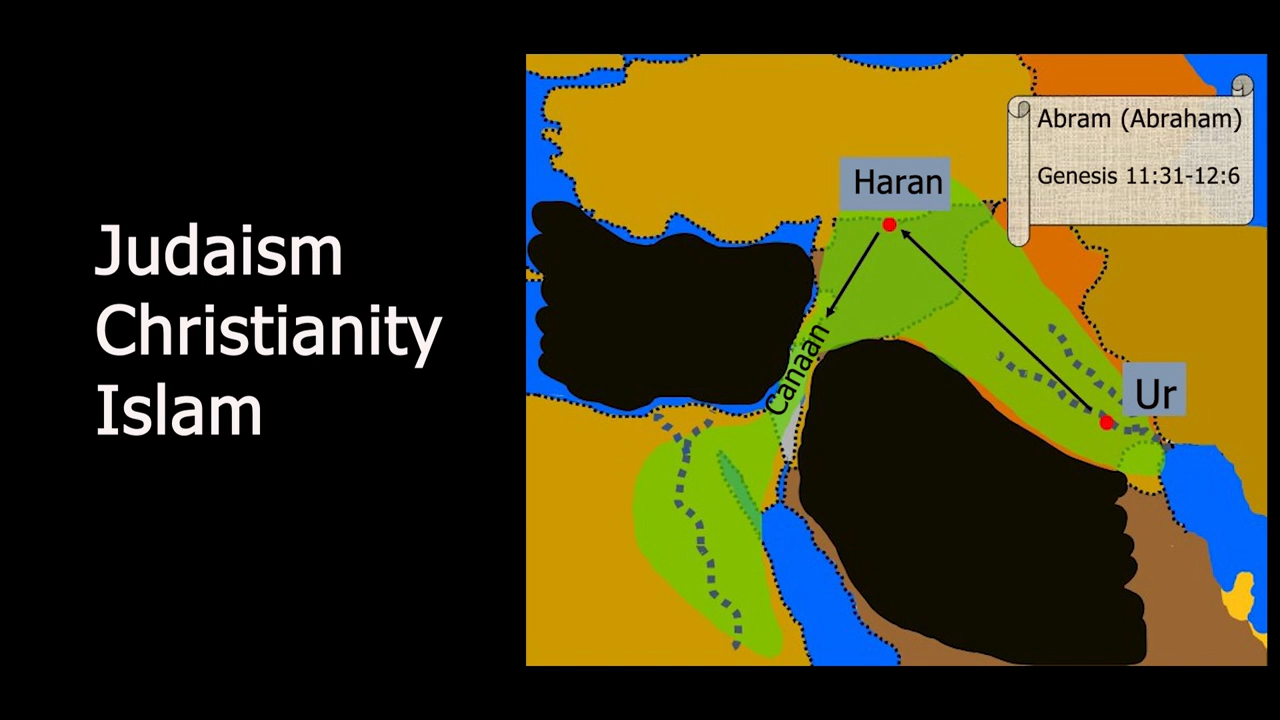 Judaism
Christianity
Islam
Abram (Abraham)
Genesis 11:31-12:6
Haran
Canaan
Ur